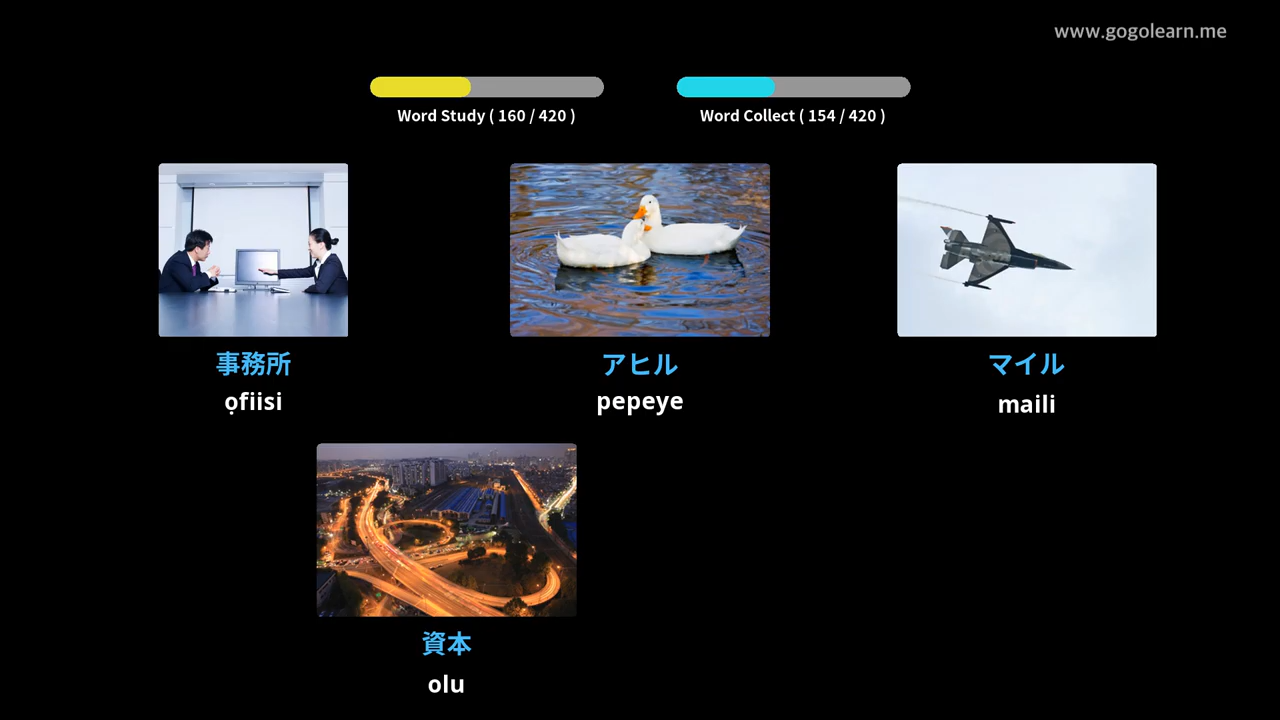 www.gogolearn.me
Word Study ( 160 / 420 )
Word Collect ( 154 / 420 )
事務所
ọfiisi
アヒル
pepeye
マイル
maili
資本
olu